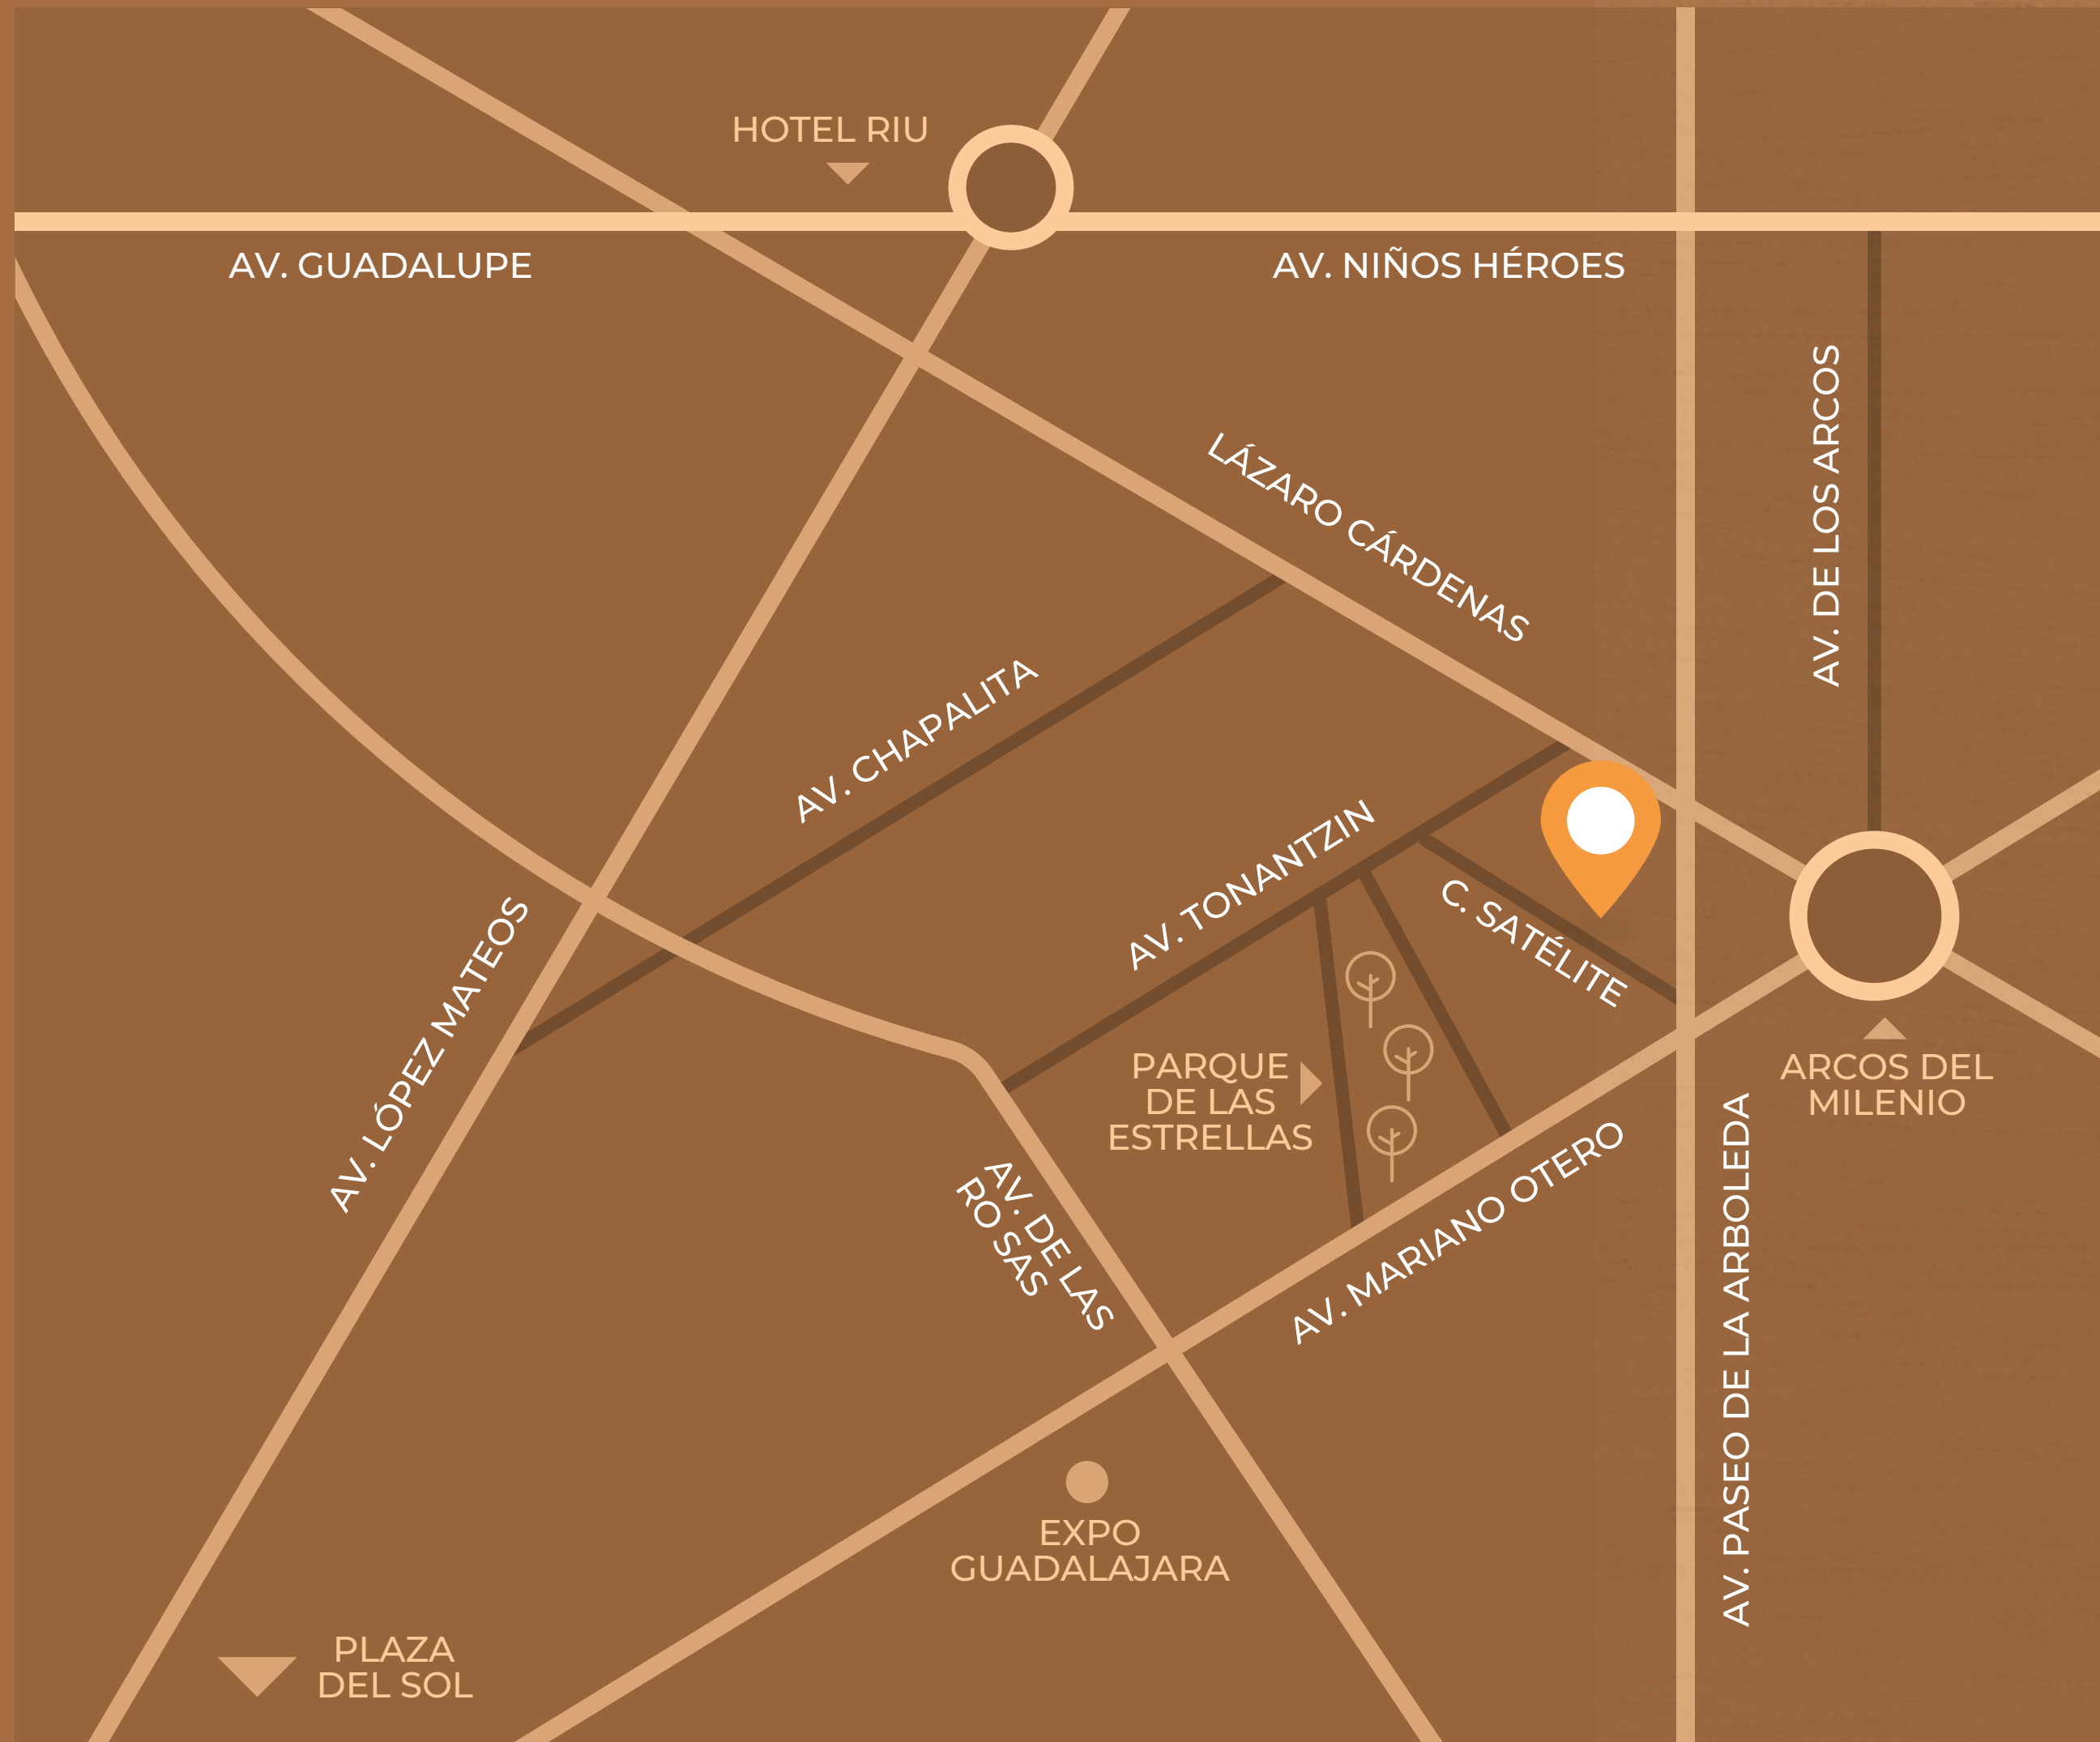 HOTEL RIU
AV. GUADALUPE
AV. NIÑOS HÉROES
AV. DE LOS ARCOS
LÁZARO CÁRDENAS
AV. CHAPALITA
AV. TONANTZIN
C. SATÉLITE
AV. LÓPEZ MATEOS
PARQUE
DE LAS
ESTRELLAS
ARCOS DEL
MILENIO
AV. DE LAS
ROSAS
AV. MARIANO OTERO
AV. PASEO DE LA ARBOLEDA
EXPO
GUADALAJARA
PLAZA
DEL SOL